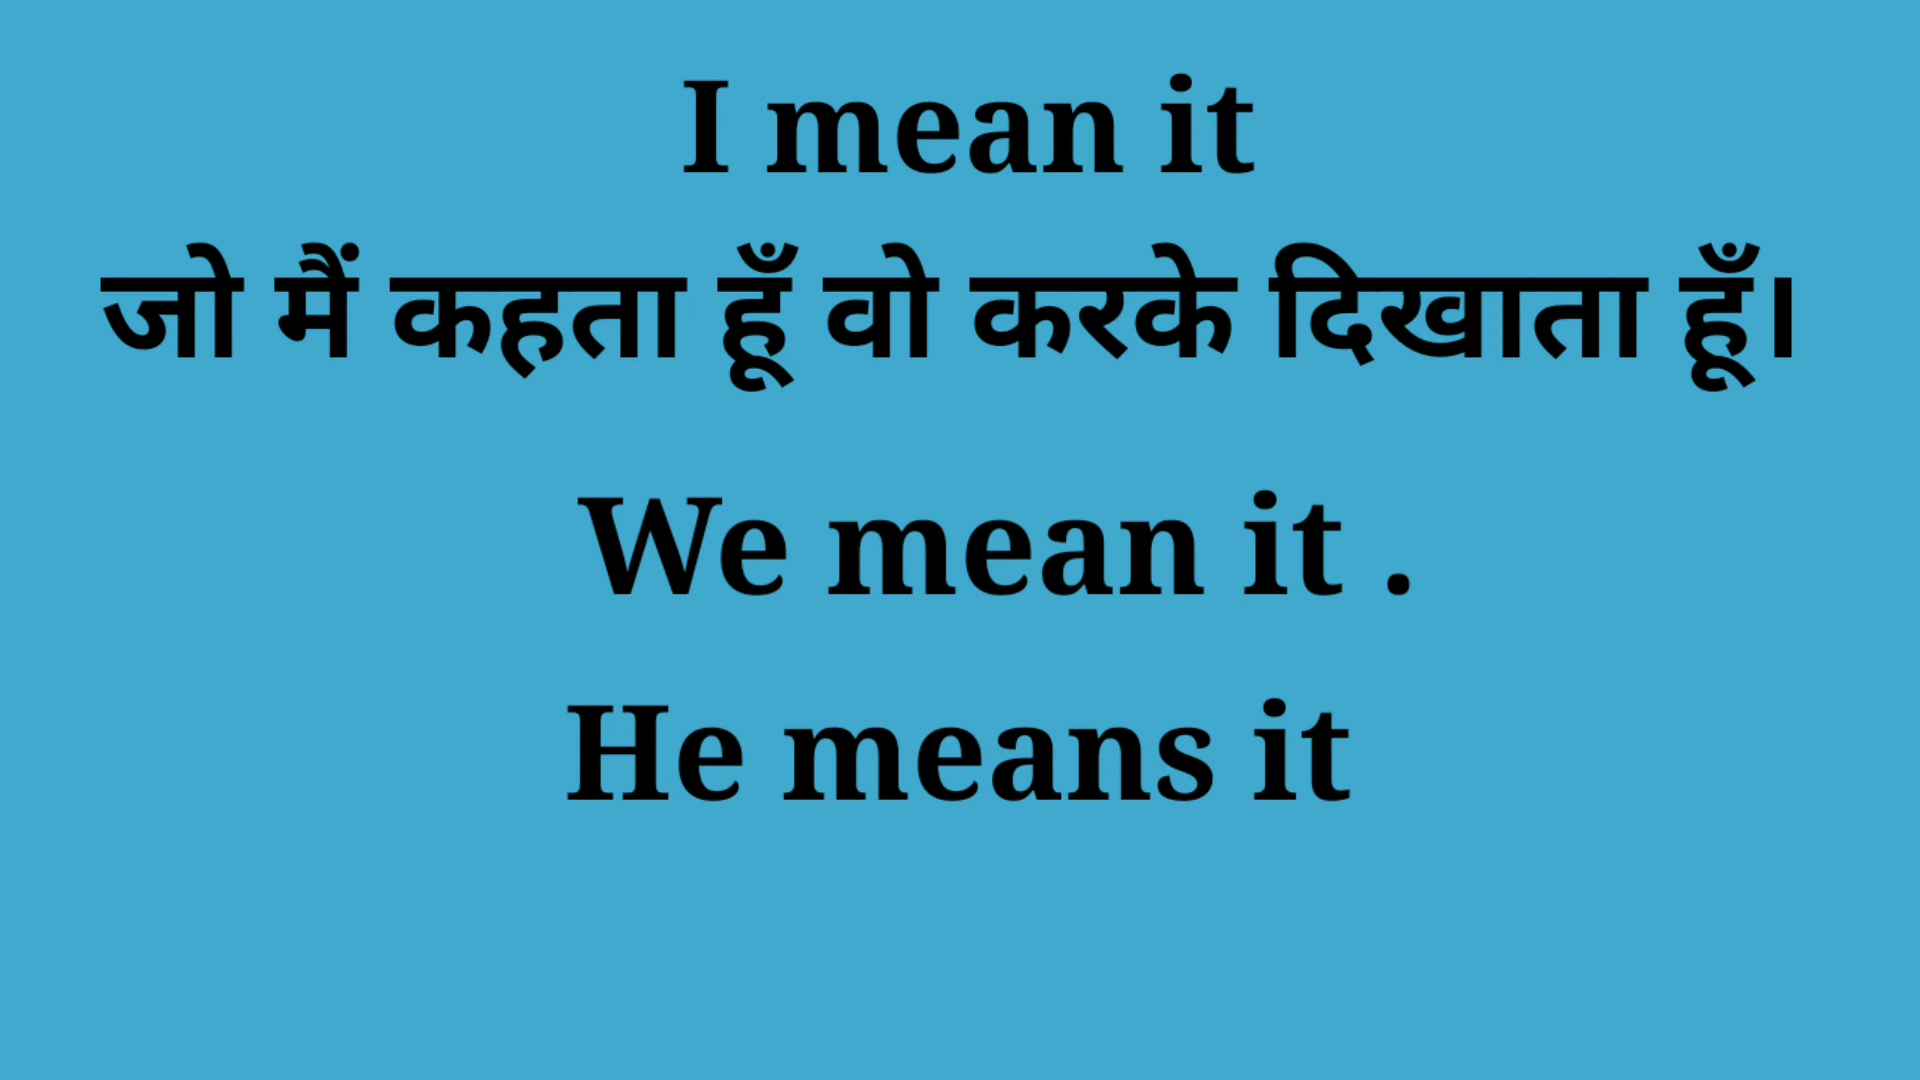 I mean it
जो मैं कहता हूँ वो करके दिखाता हूँ।
We mean it .
He means it